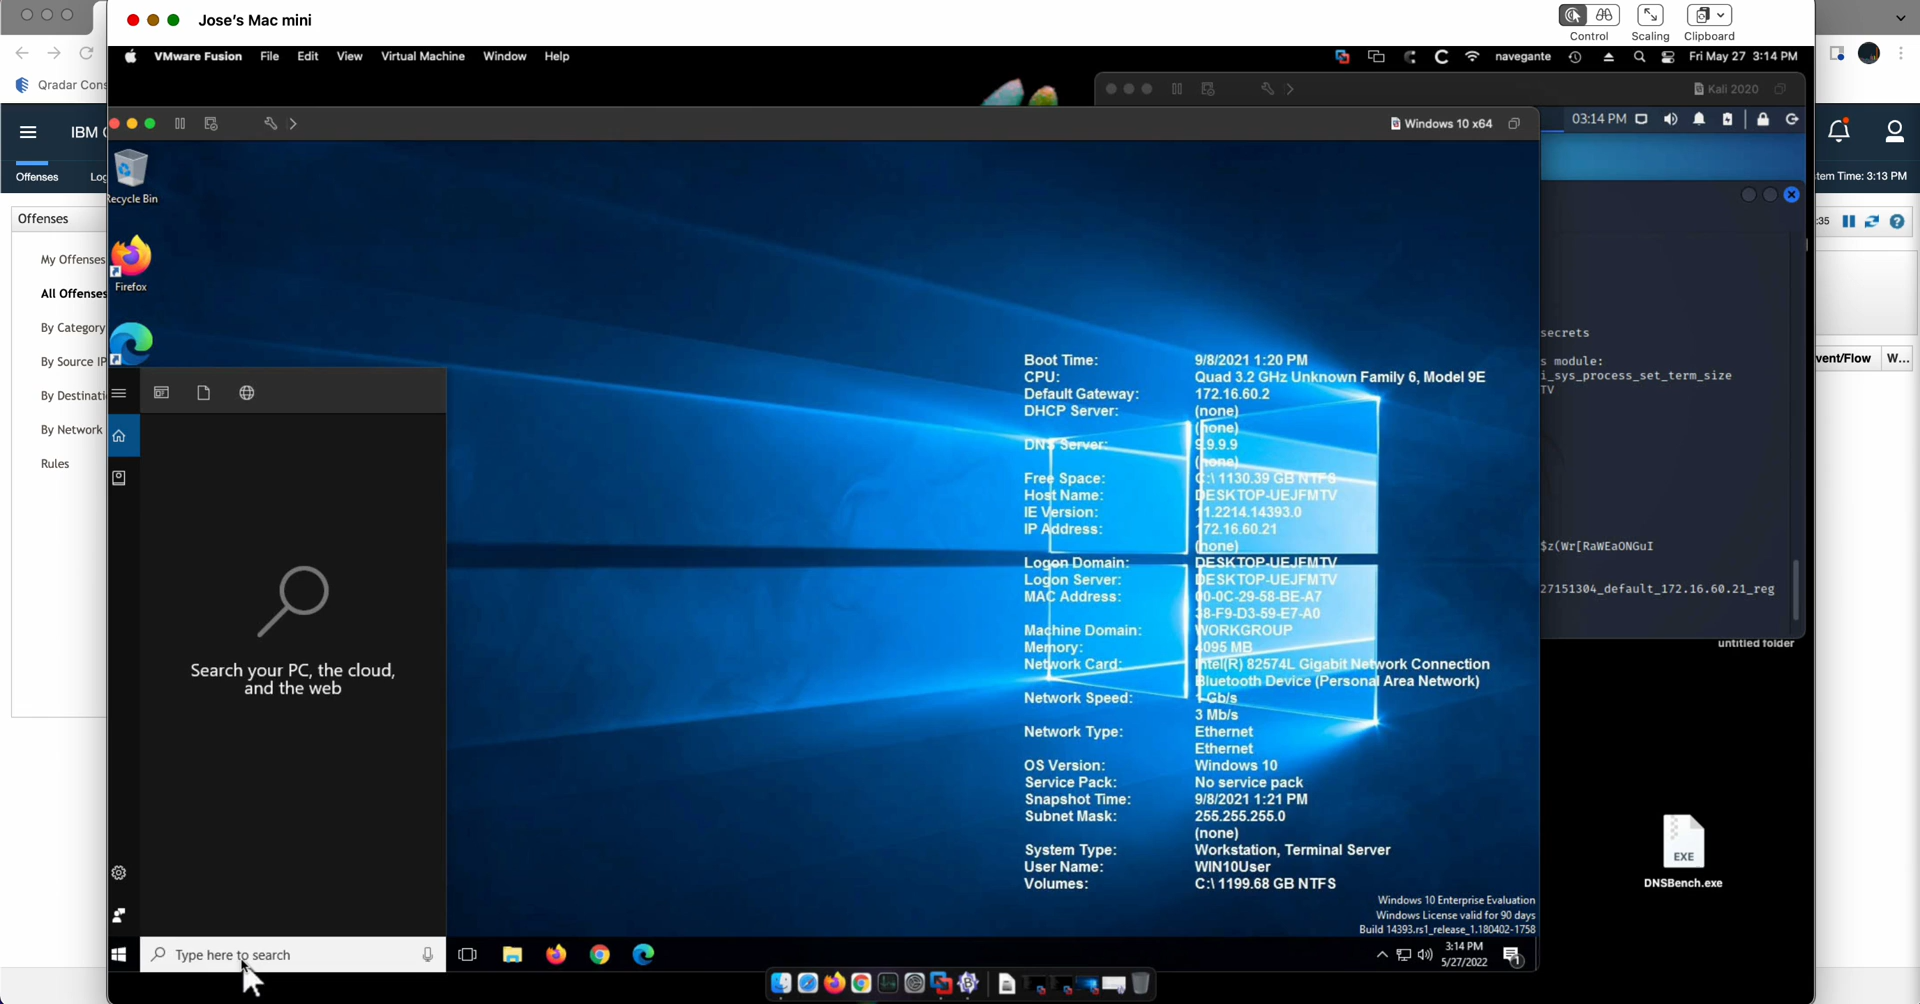 Jose's Mac mini
Control
Scaling
Clipboard
VMware Fusion File Edit View Virtual Machine Window Help
navegante
Fri May 27 3:14 PM
Qradar Cons
Kali 2020
Windows 10 x64
03:14 PM
IBM
Offenses
Log
tem Time: 3:13 PM
Offenses
My Offenses
All Offenses
By Category
By Source IP
By Destinati
By Network
Rules
:35
vent/Flow W...
Recycle Bin
Firefox
secrets
s module:
i_sys_process_set_term_size
TV
$z(Wr[RaWEaONGuI
27151304_default_172.16.60.21_reg
untitled folder
Boot Time: 9/8/2021 1:20 PM
CPU: Quad 3.2 GHz Unknown Family 6, Model 9E
Default Gateway: 172.16.60.2
DHCP Server: (none)
(none)
DNS Server: 9.9.9.9
(none)
Free Space: C:\ 1130.39 GB NTFS
Host Name: DESKTOP-UEJFMTV
IE Version: 11.2214.14393.0
IP Address: 172.16.60.21
(none)
Logon Domain: DESKTOP-UEJFMTV
Logon Server: DESKTOP-UEJFMTV
MAC Address: 00-0C-29-58-BE-A7
38-F9-D3-59-E7-A0
Machine Domain: WORKGROUP
Memory: 4095 MB
Network Card: Intel(R) 82574L Gigabit Network Connection
Bluetooth Device (Personal Area Network)
Network Speed: 1 Gb/s
3 Mb/s
Network Type: Ethernet
Ethernet
OS Version: Windows 10
Service Pack: No service pack
Snapshot Time: 9/8/2021 1:21 PM
Subnet Mask: 255.255.255.0
(none)
System Type: Workstation, Terminal Server
User Name: WIN10User
Volumes: C:\ 1199.68 GB NTFS
Search your PC, the cloud,
and the web
EXE
DNSBench.exe
Windows 10 Enterprise Evaluation
Windows License valid for 90 days
Build 14393.rs1_release_1.180402-1758
Type here to search
3:14 PM
5/27/2022
1